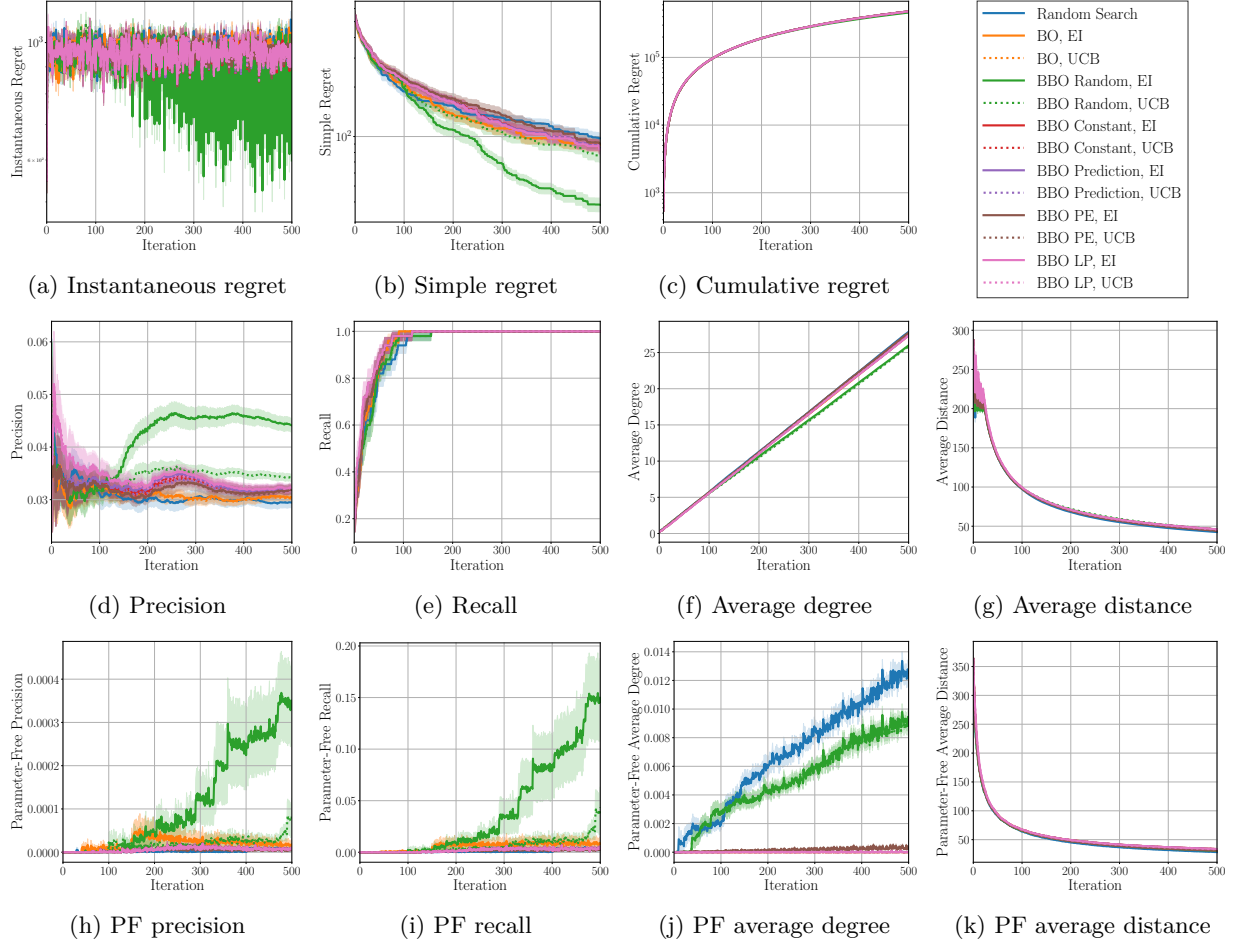 Instantaneous Regret
10³
6 × 10²
0 100 200 300 400 500
Iteration
(a) Instantaneous regret
Simple Regret
10²
0 100 200 300 400 500
Iteration
(b) Simple regret
Cumulative Regret
10⁵
10⁴
10³
0 100 200 300 400 500
Iteration
(c) Cumulative regret
Random Search
BO, EI
BO, UCB
BBO Random, EI
BBO Random, UCB
BBO Constant, EI
BBO Constant, UCB
BBO Prediction, EI
BBO Prediction, UCB
BBO PE, EI
BBO PE, UCB
BBO LP, EI
BBO LP, UCB
Precision
0.06
0.05
0.04
0.03
0 100 200 300 400 500
Iteration
(d) Precision
Recall
1.0
0.8
0.6
0.4
0.2
0 100 200 300 400 500
Iteration
(e) Recall
Average Degree
25
20
15
10
5
0
0 100 200 300 400 500
Iteration
(f) Average degree
Average Distance
300
250
200
150
100
50
0 100 200 300 400 500
Iteration
(g) Average distance
Parameter-Free Precision
0.0004
0.0003
0.0002
0.0001
0.0000
0 100 200 300 400 500
Iteration
(h) PF precision
Parameter-Free Recall
0.20
0.15
0.10
0.05
0.00
0 100 200 300 400 500
Iteration
(i) PF recall
Parameter-Free Average Degree
0.014
0.012
0.010
0.008
0.006
0.004
0.002
0.000
0 100 200 300 400 500
Iteration
(j) PF average degree
Parameter-Free Average Distance
350
300
250
200
150
100
50
0 100 200 300 400 500
Iteration
(k) PF average distance